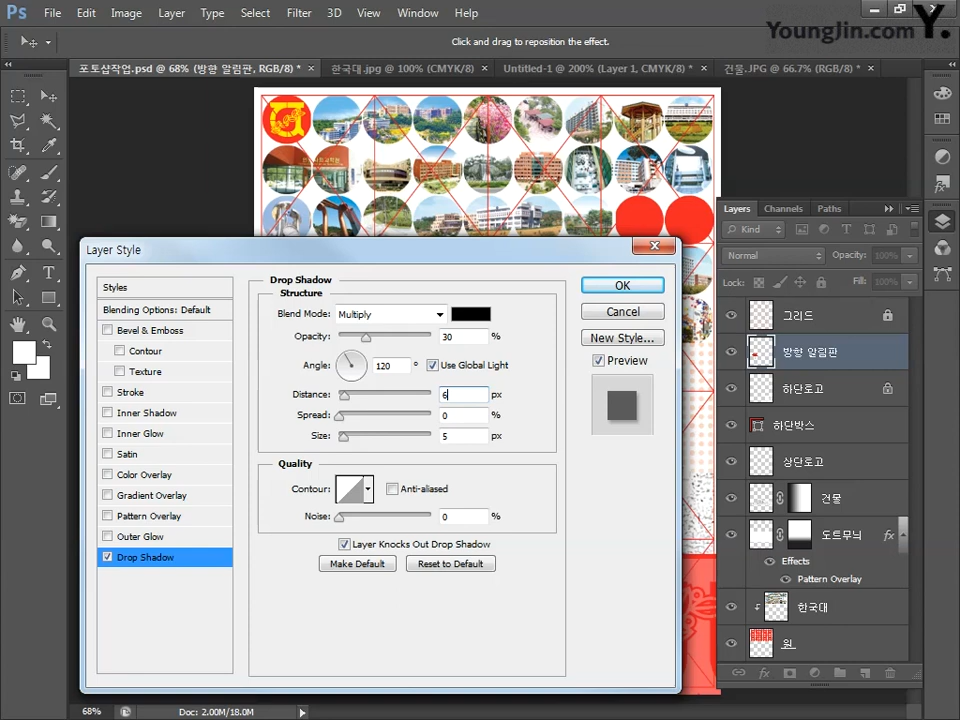 Ps File Edit Image Layer Type Select Filter 3D View Window Help
YoungJin.com Y.
Click and drag to reposition the effect.
포토샵작업.psd @ 68% (방향 알림판, RGB/8) * × 한국대.jpg @ 100% (CMYK/8) × Untitled-1 @ 200% (Layer 1, CMYK/8) * × 건물.JPG @ 66.7% (RGB/8) * ×
Layers Channels Paths
Kind
Normal Opacity: 100%
Lock: Fill: 100%
그리드
방향 알림판
하단로고
하단박스
상단로고
건물
도트무늬 fx
Effects
Pattern Overlay
한국대
원
Layer Style
Styles
Blending Options: Default
Bevel & Emboss
Contour
Texture
Stroke
Inner Shadow
Inner Glow
Satin
Color Overlay
Gradient Overlay
Pattern Overlay
Outer Glow
Drop Shadow
Drop Shadow
Structure
Blend Mode: Multiply
Opacity: 30 %
Angle: 120 ° Use Global Light
Distance: 6 px
Spread: 0 %
Size: 5 px
Quality
Contour: Anti-aliased
Noise: 0 %
Layer Knocks Out Drop Shadow
Make Default Reset to Default
OK
Cancel
New Style...
Preview
68% Doc: 2.00M/18.0M